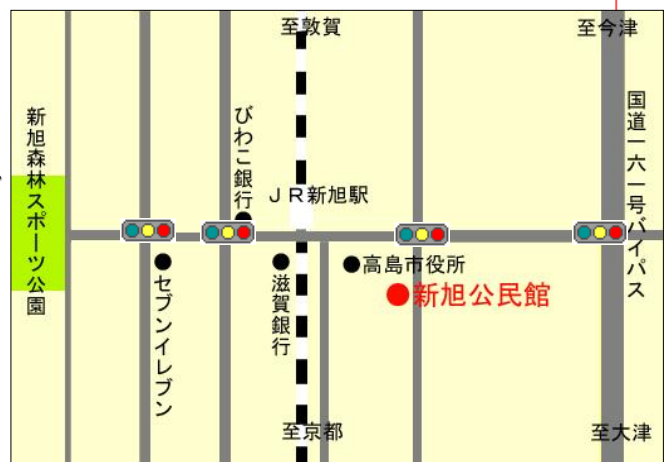 至敦賀
至今津
国道一六一号バイパス
びわこ銀行
新旭森林スポーツ公園
JR新旭駅
高島市役所
新旭公民館
滋賀銀行
セブンイレブン
至京都
至大津